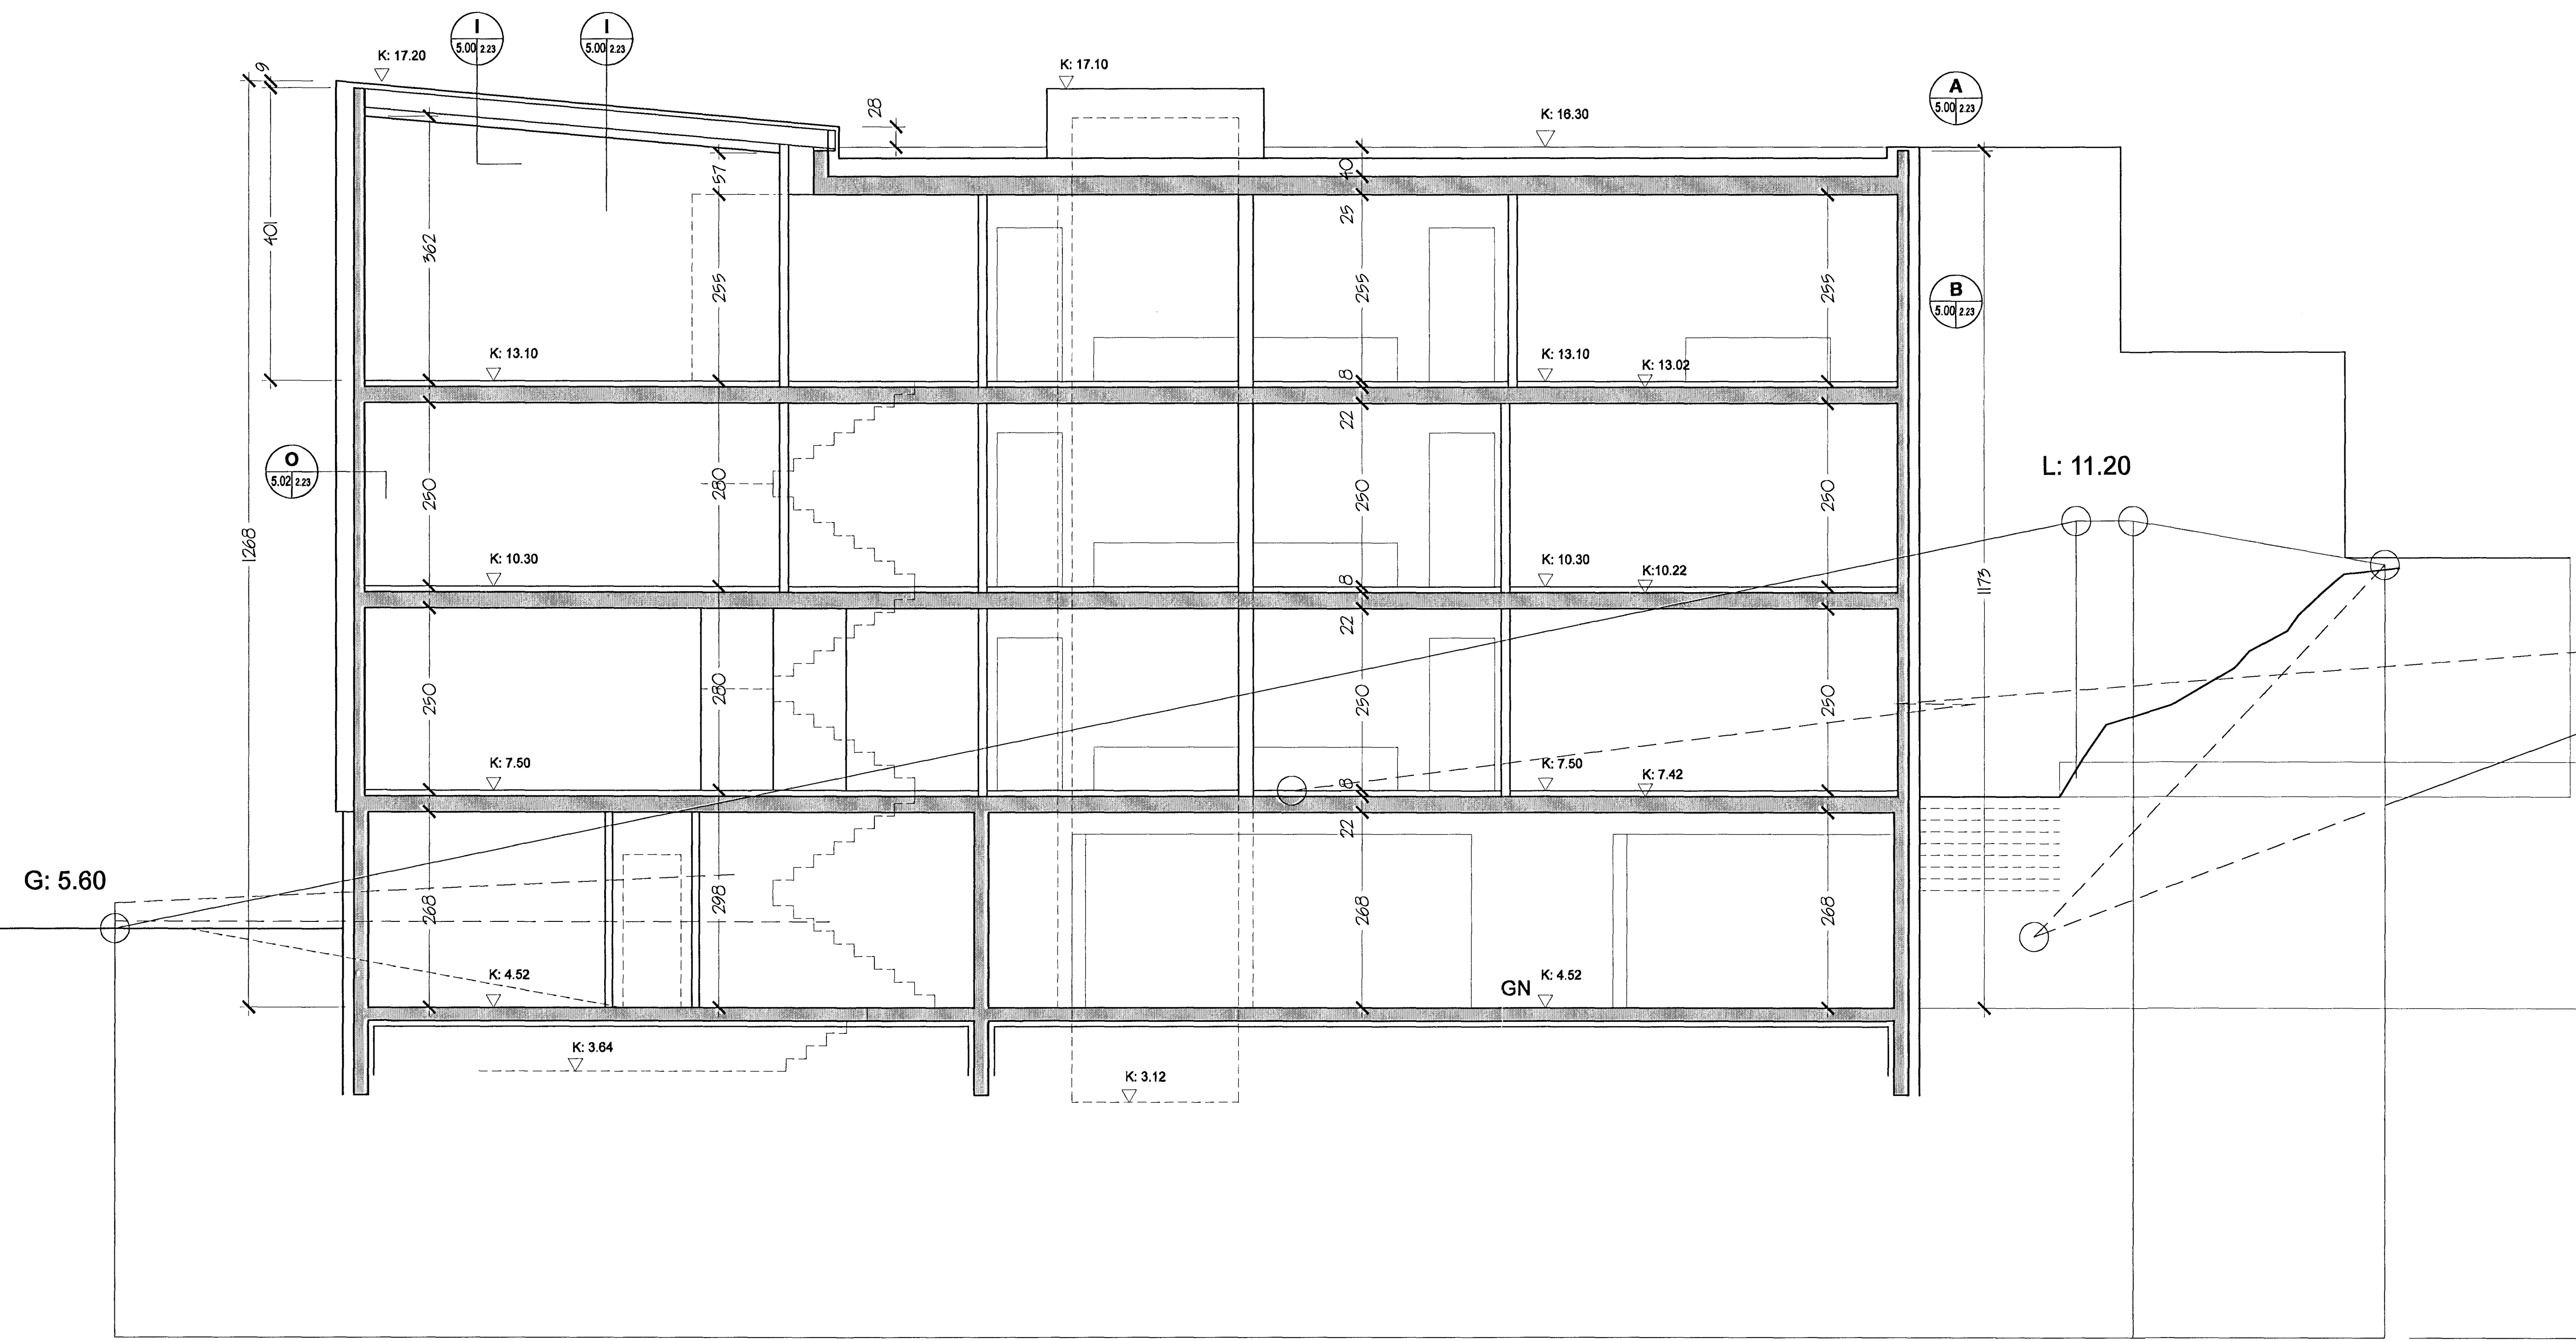 I
5.00 2.23
I
5.00 2.23
K: 17.20
9
K: 17.10
28
K: 16.30
A
5.00 2.23
57
40
25
401
362
255
255
255
B
5.00 2.23
K: 13.10
K: 13.10
K: 13.02
8
22
O
5.02 2.23
L: 11.20
250
280
250
250
1268
K: 10.30
K: 10.30
K:10.22
8
1173
22
250
280
250
250
K: 7.50
K: 7.50
K: 7.42
8
22
G: 5.60
268
298
268
268
K: 4.52
GN
K: 4.52
K: 3.64
K: 3.12